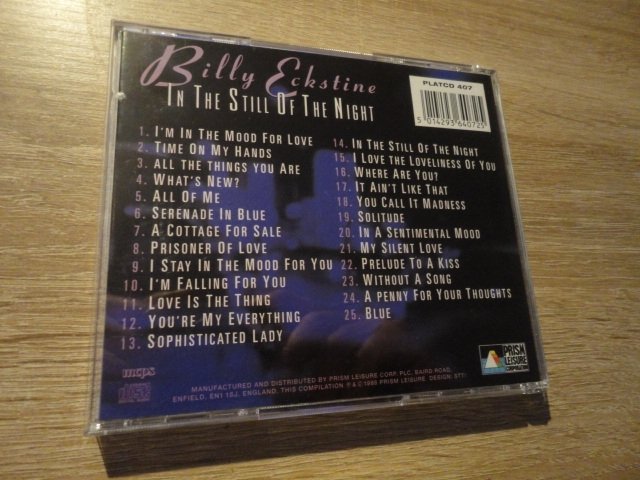 Billy Eckstine
IN THE STILL OF THE NIGHT
PLATCD 407
5 014293 640725
1. I'M IN THE MOOD FOR LOVE
2. TIME ON MY HANDS
3. ALL THE THINGS YOU ARE
4. WHAT'S NEW?
5. ALL OF ME
6. SERENADE IN BLUE
7. A COTTAGE FOR SALE
8. PRISONER OF LOVE
9. I STAY IN THE MOOD FOR YOU
10. I'M FALLING FOR YOU
11. LOVE IS THE THING
12. YOU'RE MY EVERYTHING
13. SOPHISTICATED LADY
14. IN THE STILL OF THE NIGHT
15. I LOVE THE LOVELINESS OF YOU
16. WHERE ARE YOU?
17. IT AIN'T LIKE THAT
18. YOU CALL IT MADNESS
19. SOLITUDE
20. IN A SENTIMENTAL MOOD
21. MY SILENT LOVE
22. PRELUDE TO A KISS
23. WITHOUT A SONG
24. A PENNY FOR YOUR THOUGHTS
25. BLUE
mcps
PRISM
LEISURE
CORPORATION
MANUFACTURED AND DISTRIBUTED BY PRISM LEISURE CORP. PLC, BAIRD ROAD,
ENFIELD, EN1 1SJ, ENGLAND. THIS COMPILATION ℗ & © PRISM LEISURE. DESIGN: